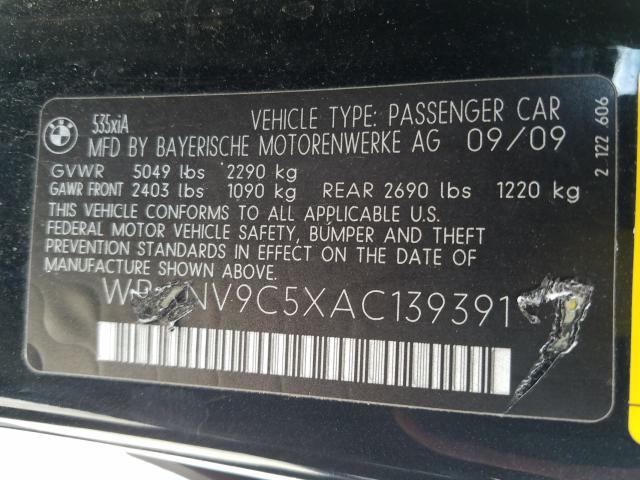 BMW
535xiA
VEHICLE TYPE: PASSENGER CAR
MFD BY BAYERISCHE MOTORENWERKE AG 09/09
GVWR 5049 lbs 2290 kg
GAWR FRONT 2403 lbs 1090 kg REAR 2690 lbs 1220 kg
THIS VEHICLE CONFORMS TO ALL APPLICABLE U.S.
FEDERAL MOTOR VEHICLE SAFETY, BUMPER AND THEFT
PREVENTION STANDARDS IN EFFECT ON THE DATE OF
MANUFACTURE SHOWN ABOVE.
2 122 606